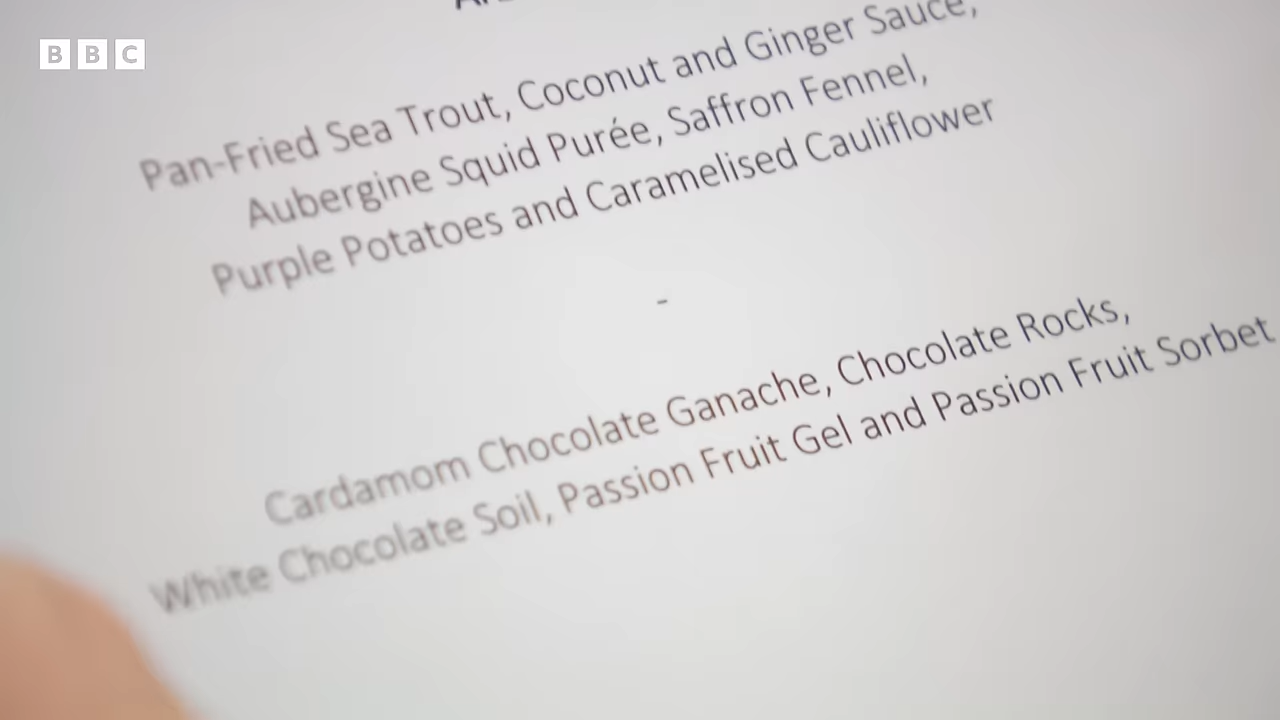 BBC
Pan-Fried Sea Trout, Coconut and Ginger Sauce,
Aubergine Squid Purée, Saffron Fennel,
Purple Potatoes and Caramelised Cauliflower
-
Cardamom Chocolate Ganache, Chocolate Rocks,
White Chocolate Soil, Passion Fruit Gel and Passion Fruit Sorbet